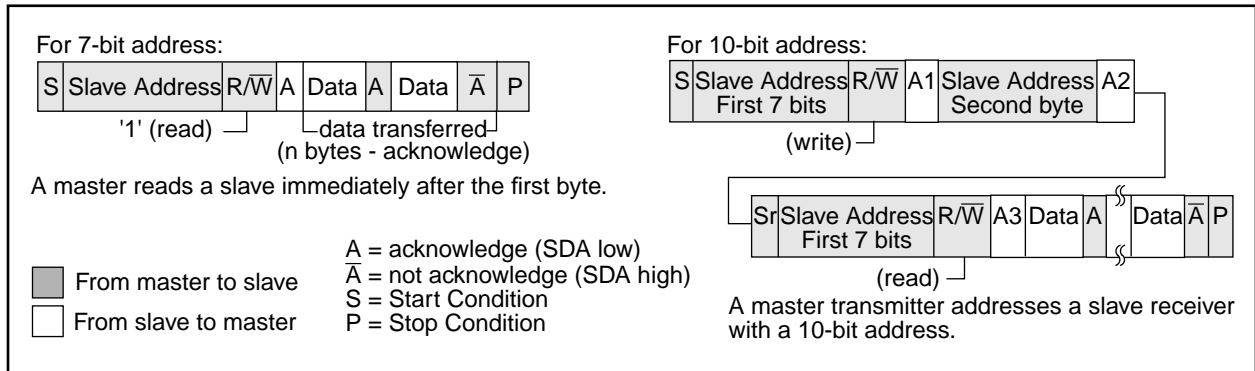 For 7-bit address:
S Slave Address R/W̅ A Data A Data A̅ P
'1' (read)
data transferred
(n bytes - acknowledge)
A master reads a slave immediately after the first byte.
From master to slave
From slave to master
A = acknowledge (SDA low)
A̅ = not acknowledge (SDA high)
S = Start Condition
P = Stop Condition
For 10-bit address:
S Slave Address First 7 bits R/W̅ A1 Slave Address Second byte A2
(write)
Sr Slave Address First 7 bits R/W̅ A3 Data A Data A̅ P
(read)
A master transmitter addresses a slave receiver
with a 10-bit address.